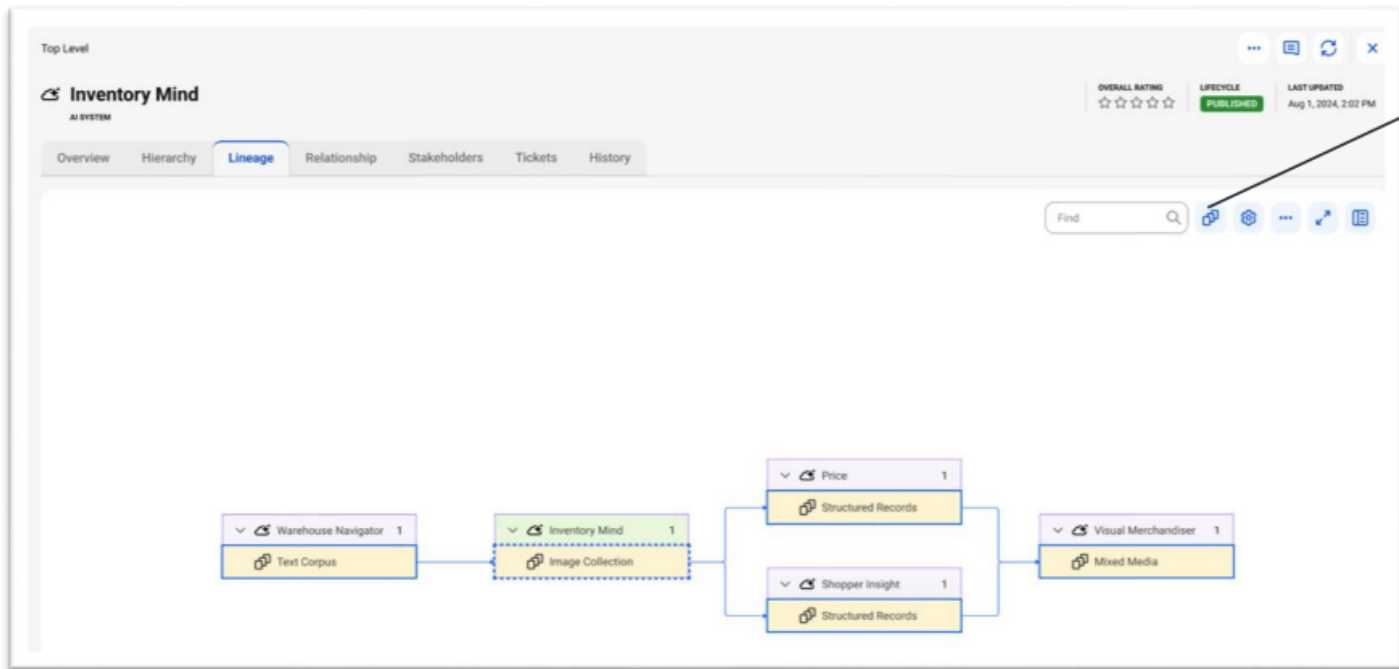 Top Level
Inventory Mind
AI SYSTEM
OVERALL RATING
LIFECYCLE
PUBLISHED
LAST UPDATED
Aug 1, 2024, 2:02 PM
Overview Hierarchy Lineage Relationship Stakeholders Tickets History
Find
Warehouse Navigator 1
Text Corpus
Inventory Mind 1
Image Collection
Price 1
Structured Records
Shopper Insight 1
Structured Records
Visual Merchandiser 1
Mixed Media